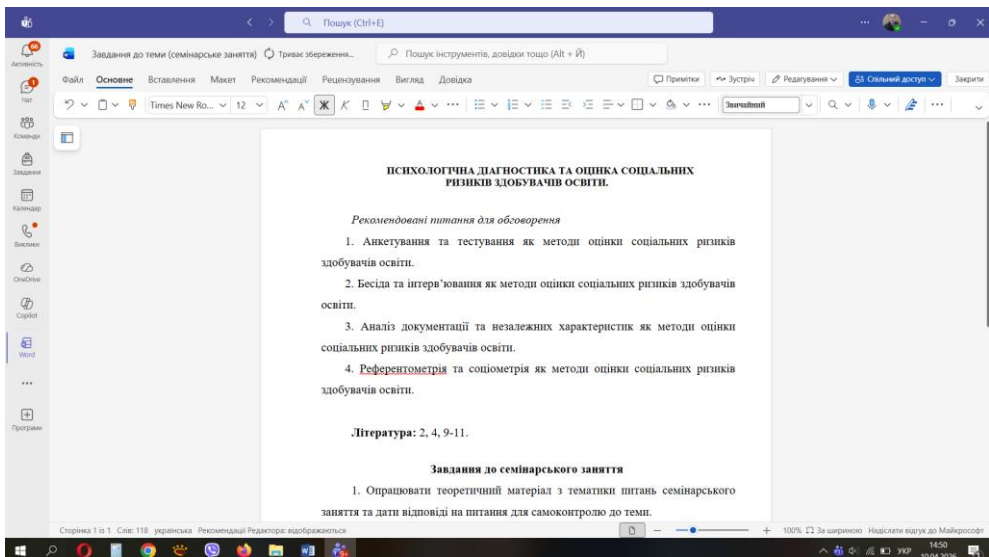 Пошук (Ctrl+E)
Завдання до теми (семінарське заняття) Триває збереження...
Пошук інструментів, довідки тощо (Alt + Й)
Файл Основне Вставлення Макет Рекомендації Рецензування Вигляд Довідка
Примітки Зустріч Редагування Спільний доступ Закрити
Times New Ro... 12 Ж К П Звичайний
Активність
Чат
Команди
Завдання
Календар
Виклики
OneDrive
Copilot
Word
Програми
ПСИХОЛОГІЧНА ДІАГНОСТИКА ТА ОЦІНКА СОЦІАЛЬНИХ
РИЗИКІВ ЗДОБУВАЧІВ ОСВІТИ.
Рекомендовані питання для обговорення
1. Анкетування та тестування як методи оцінки соціальних ризиків
здобувачів освіти.
2. Бесіда та інтерв’ювання як методи оцінки соціальних ризиків здобувачів
освіти.
3. Аналіз документації та незалежних характеристик як методи оцінки
соціальних ризиків здобувачів освіти.
4. Референтометрія та соціометрія як методи оцінки соціальних ризиків
здобувачів освіти.
Література: 2, 4, 9-11.
Завдання до семінарського заняття
1. Опрацювати теоретичний матеріал з тематики питань семінарського
заняття та дати відповіді на питання для самоконтролю до теми.
Сторінка 1 із 1 Слів: 118 українська Рекомендації Редактора: відображаються
100% За шириною Надіслати відгук до Майкрософт
УКР 14:50
10.04.2026